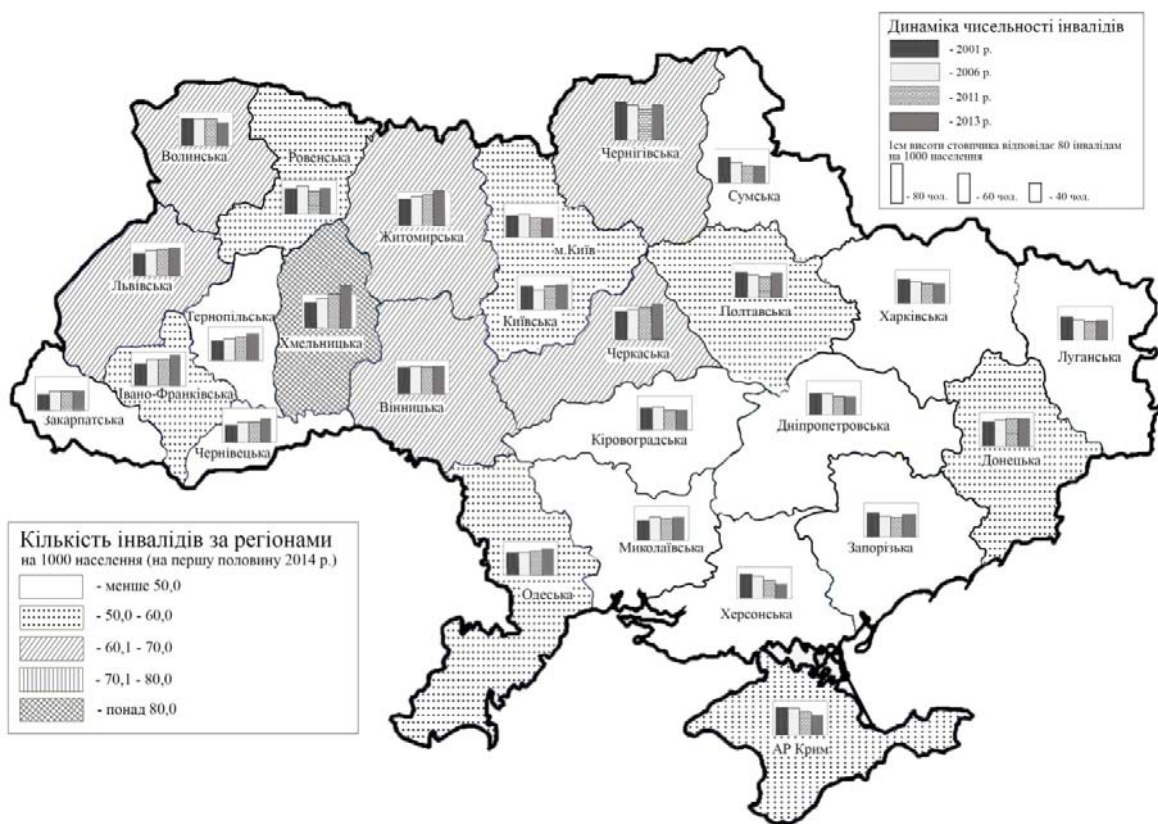 Динаміка чисельності інвалідів
- 2001 р.
- 2006 р.
- 2011 р.
- 2013 р.
1см висоти стовпчика відповідає 80 інвалідам
на 1000 населення
- 80 чол.
- 60 чол.
- 40 чол.
Волинська
Ровенська
Чернігівська
Сумська
Житомирська
м.Київ
Львівська
Тернопільська
Хмельницька
Київська
Черкаська
Полтавська
Харківська
Луганська
Івано-Франківська
Закарпатська
Чернівецька
Вінницька
Кіровоградська
Дніпропетровська
Донецька
Миколаївська
Запорізька
Одеська
Херсонська
АР Крим
Кількість інвалідів за регіонами
на 1000 населення (на першу половину 2014 р.)
- менше 50,0
- 50,0 - 60,0
- 60,1 - 70,0
- 70,1 - 80,0
- понад 80,0